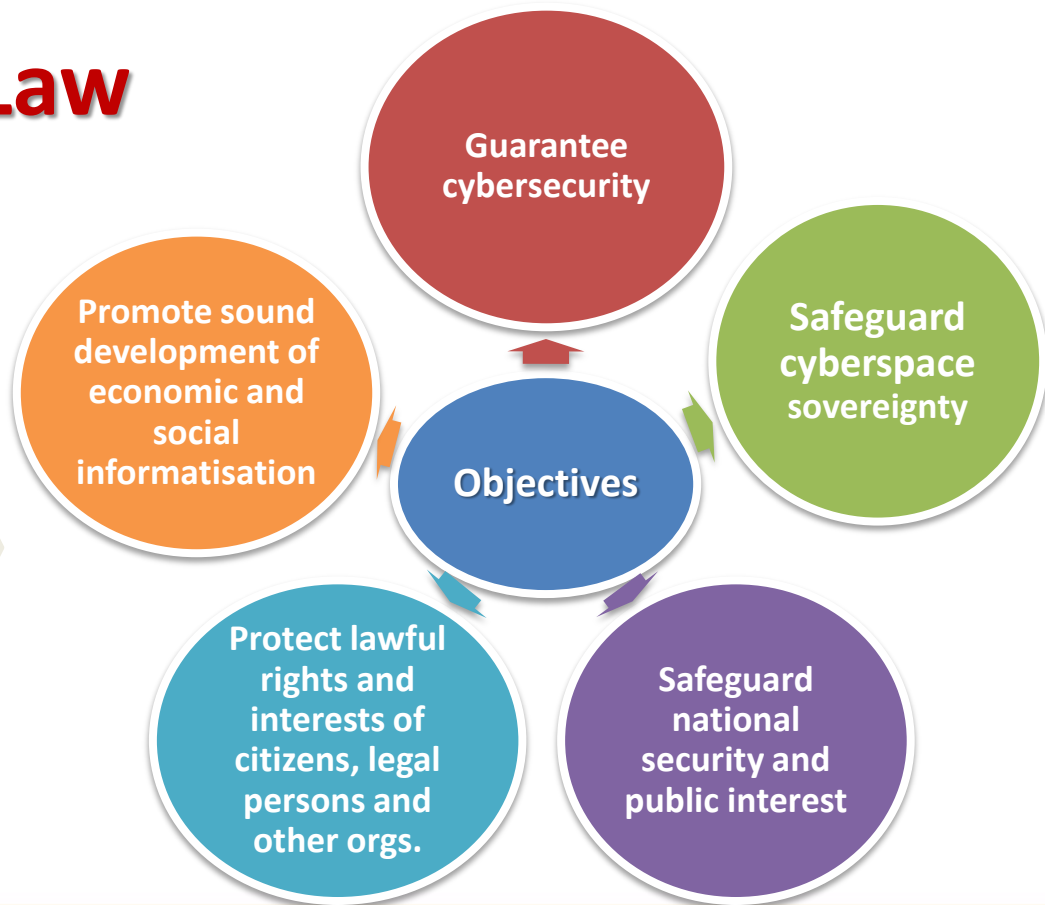 Law
Guarantee
cybersecurity
Safeguard
cyberspace
sovereignty
Safeguard
national
security and
public interest
Protect lawful
rights and
interests of
citizens, legal
persons and
other orgs.
Promote sound
development of
economic and
social
informatisation
Objectives